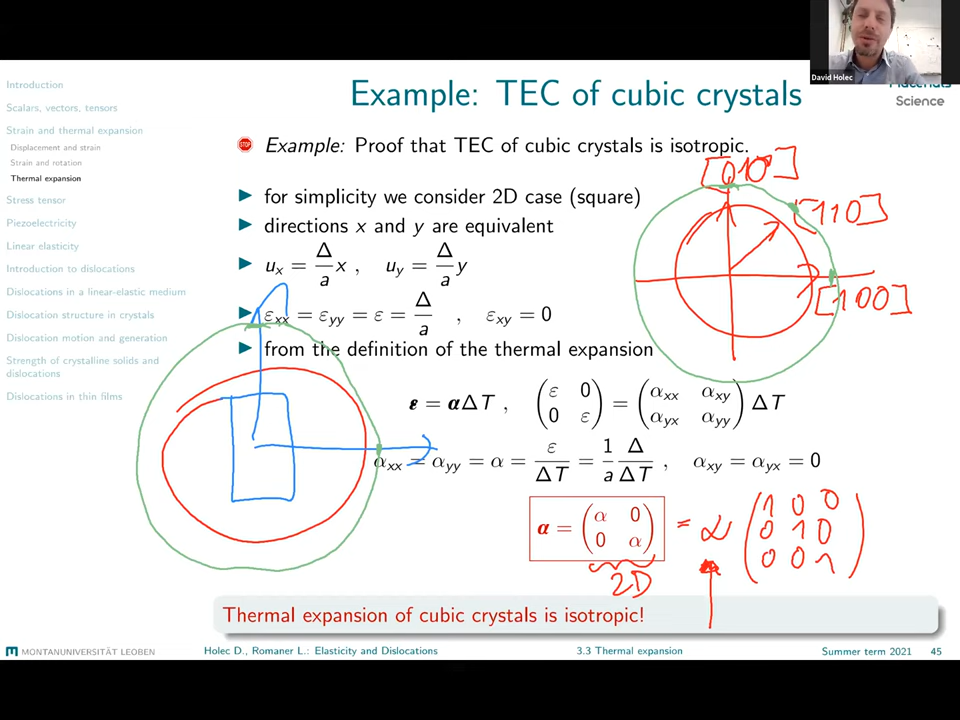 David Holec
Materials
Science
Introduction
Scalars, vectors, tensors
Strain and thermal expansion
Displacement and strain
Strain and rotation
Thermal expansion
Stress tensor
Piezoelectricity
Linear elasticity
Introduction to dislocations
Dislocations in a linear-elastic medium
Dislocation structure in crystals
Dislocation motion and generation
Strength of crystalline solids and
dislocations
Dislocations in thin films
Example: TEC of cubic crystals
STOP Example: Proof that TEC of cubic crystals is isotropic.
▶ for simplicity we consider 2D case (square)
▶ directions x and y are equivalent
▶ u_x = Δ/a x , u_y = Δ/a y
▶ ε_xx = ε_yy = ε = Δ/a , ε_xy = 0
▶ from the definition of the thermal expansion
ε = αΔT , (ε 0; 0 ε) = (α_xx α_xy; α_yx α_yy) ΔT
α_xx = α_yy = α = ε/ΔT = 1/a Δ/ΔT , α_xy = α_yx = 0
α = (α 0; 0 α) = α (1 0 0; 0 1 0; 0 0 1)
2D
[010]
[110]
[100]
Thermal expansion of cubic crystals is isotropic!
MONTANUNIVERSITÄT LEOBEN
Holec D., Romaner L.: Elasticity and Dislocations
3.3 Thermal expansion
Summer term 2021 45